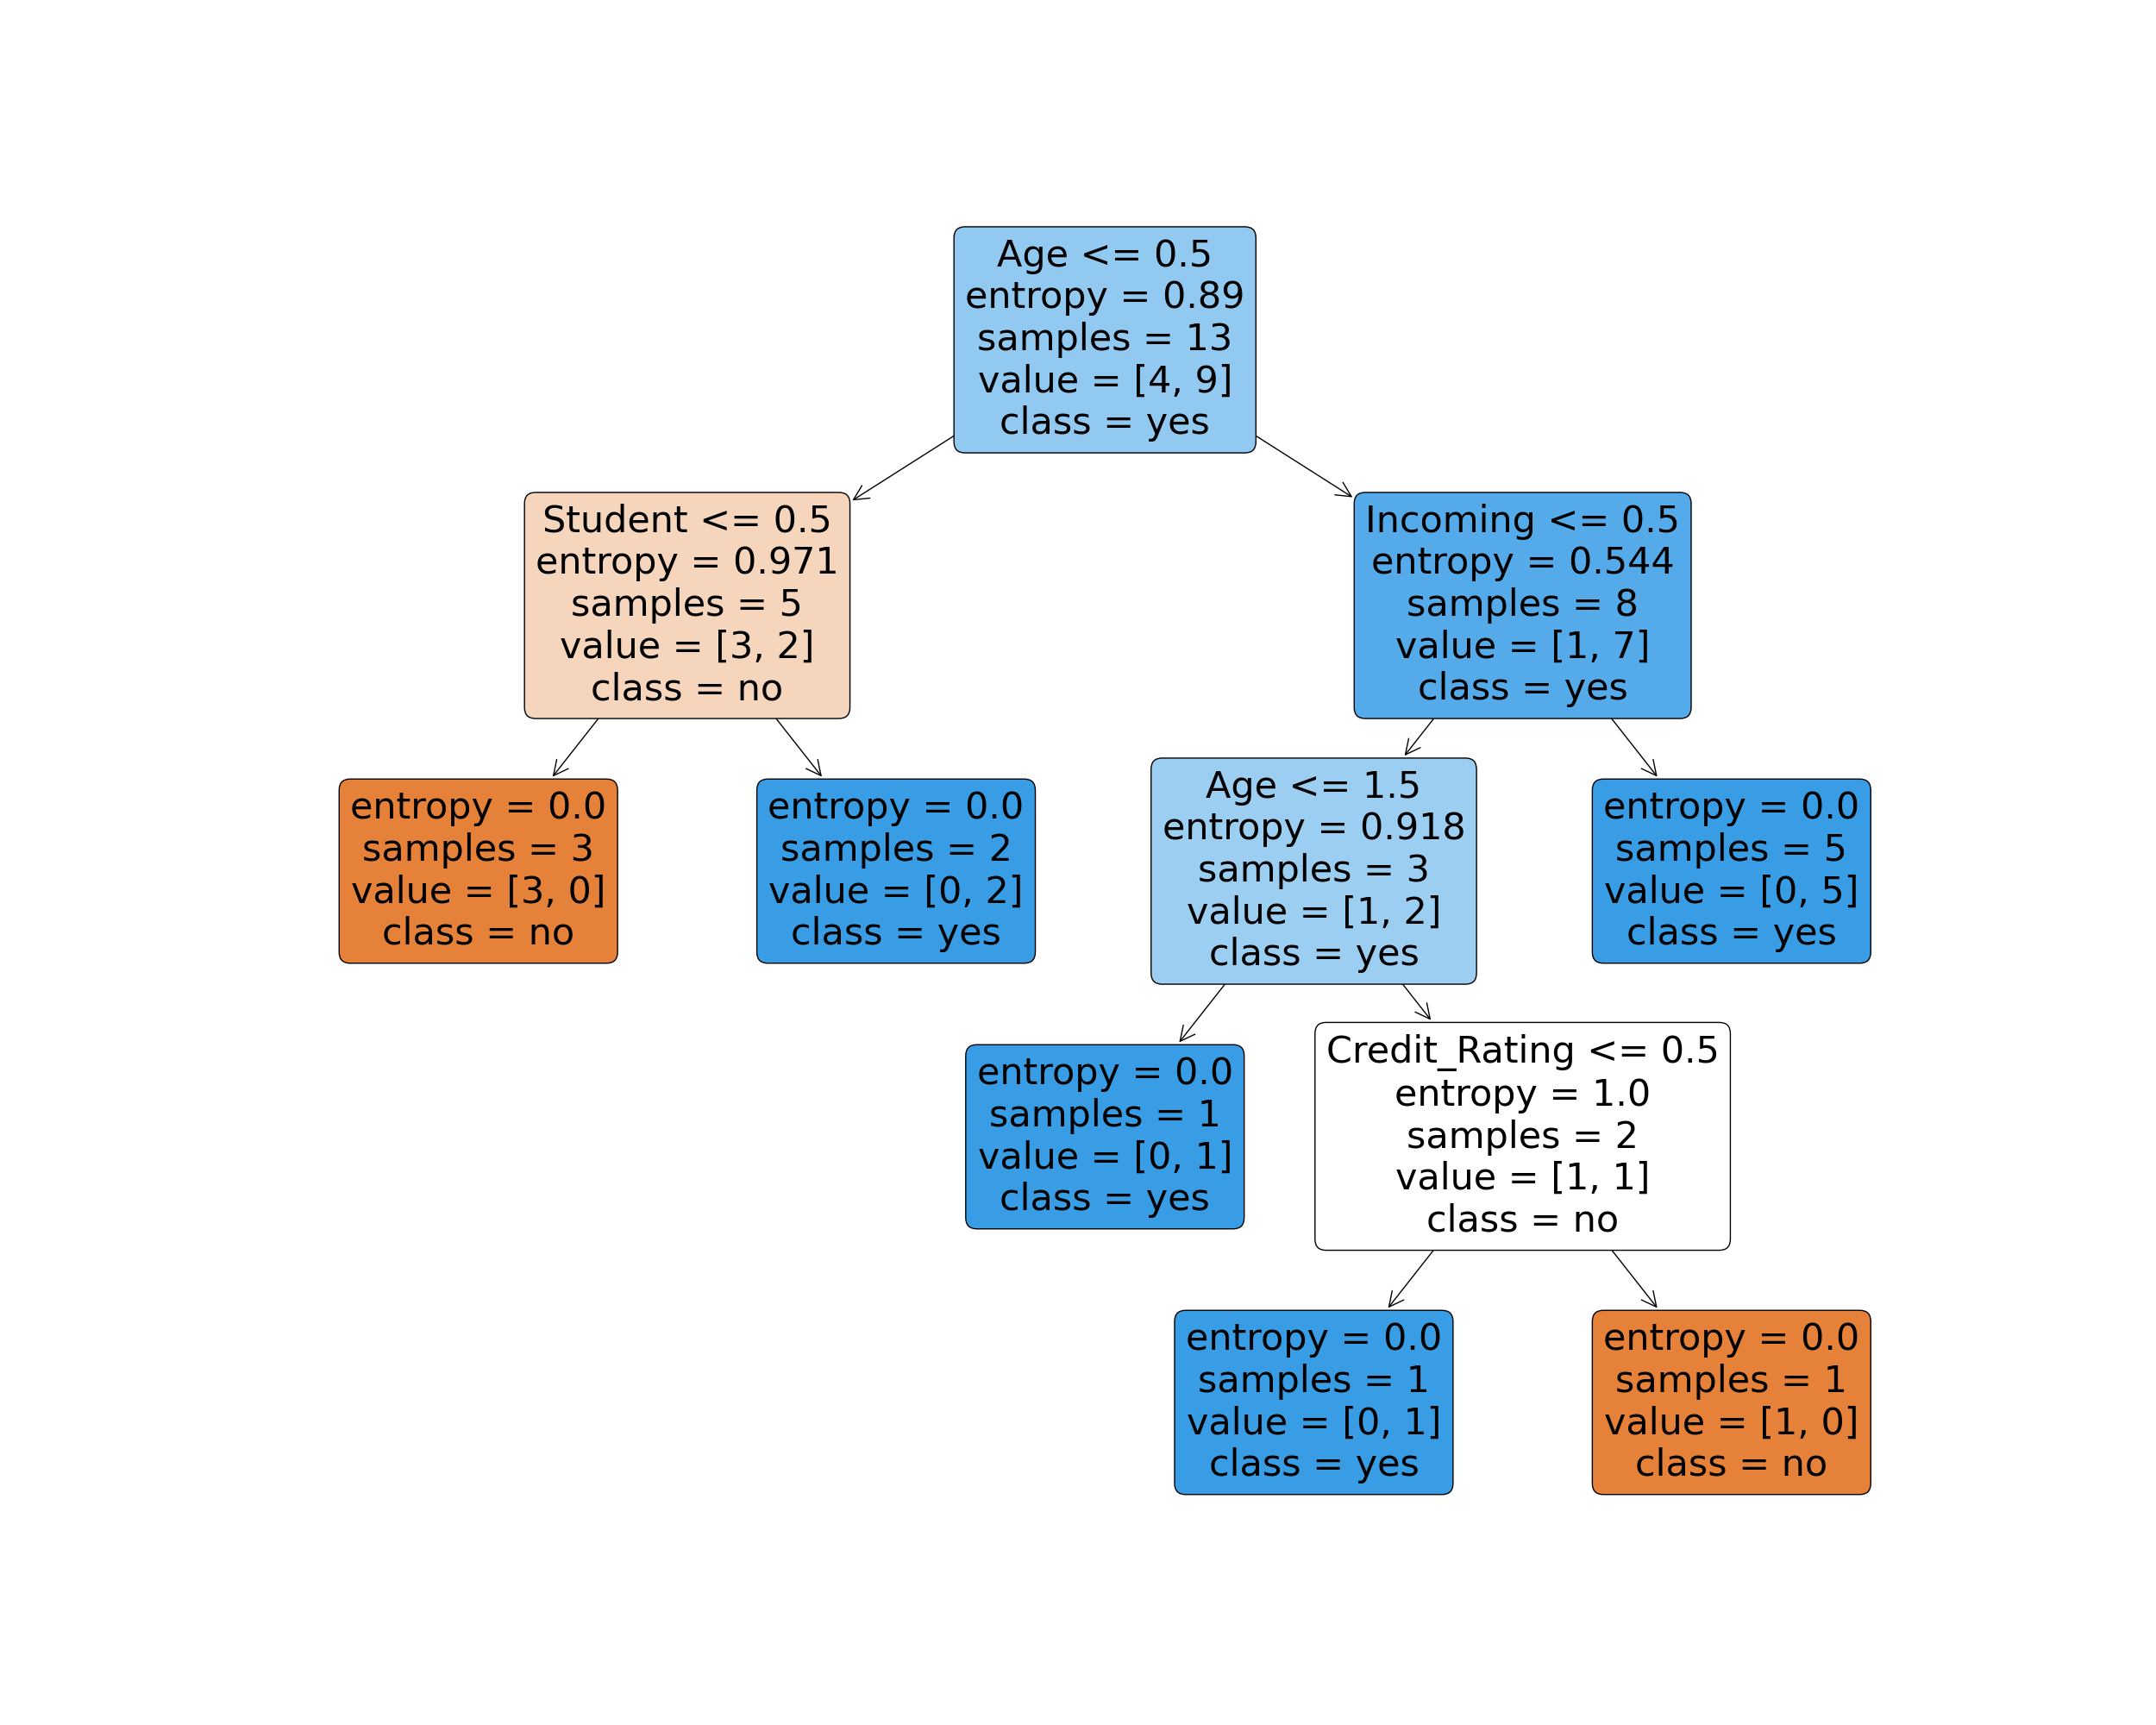 Age <= 0.5
entropy = 0.89
samples = 13
value = [4, 9]
class = yes
Student <= 0.5
entropy = 0.971
samples = 5
value = [3, 2]
class = no
Incoming <= 0.5
entropy = 0.544
samples = 8
value = [1, 7]
class = yes
entropy = 0.0
samples = 3
value = [3, 0]
class = no
entropy = 0.0
samples = 2
value = [0, 2]
class = yes
Age <= 1.5
entropy = 0.918
samples = 3
value = [1, 2]
class = yes
entropy = 0.0
samples = 5
value = [0, 5]
class = yes
entropy = 0.0
samples = 1
value = [0, 1]
class = yes
Credit_Rating <= 0.5
entropy = 1.0
samples = 2
value = [1, 1]
class = no
entropy = 0.0
samples = 1
value = [0, 1]
class = yes
entropy = 0.0
samples = 1
value = [1, 0]
class = no